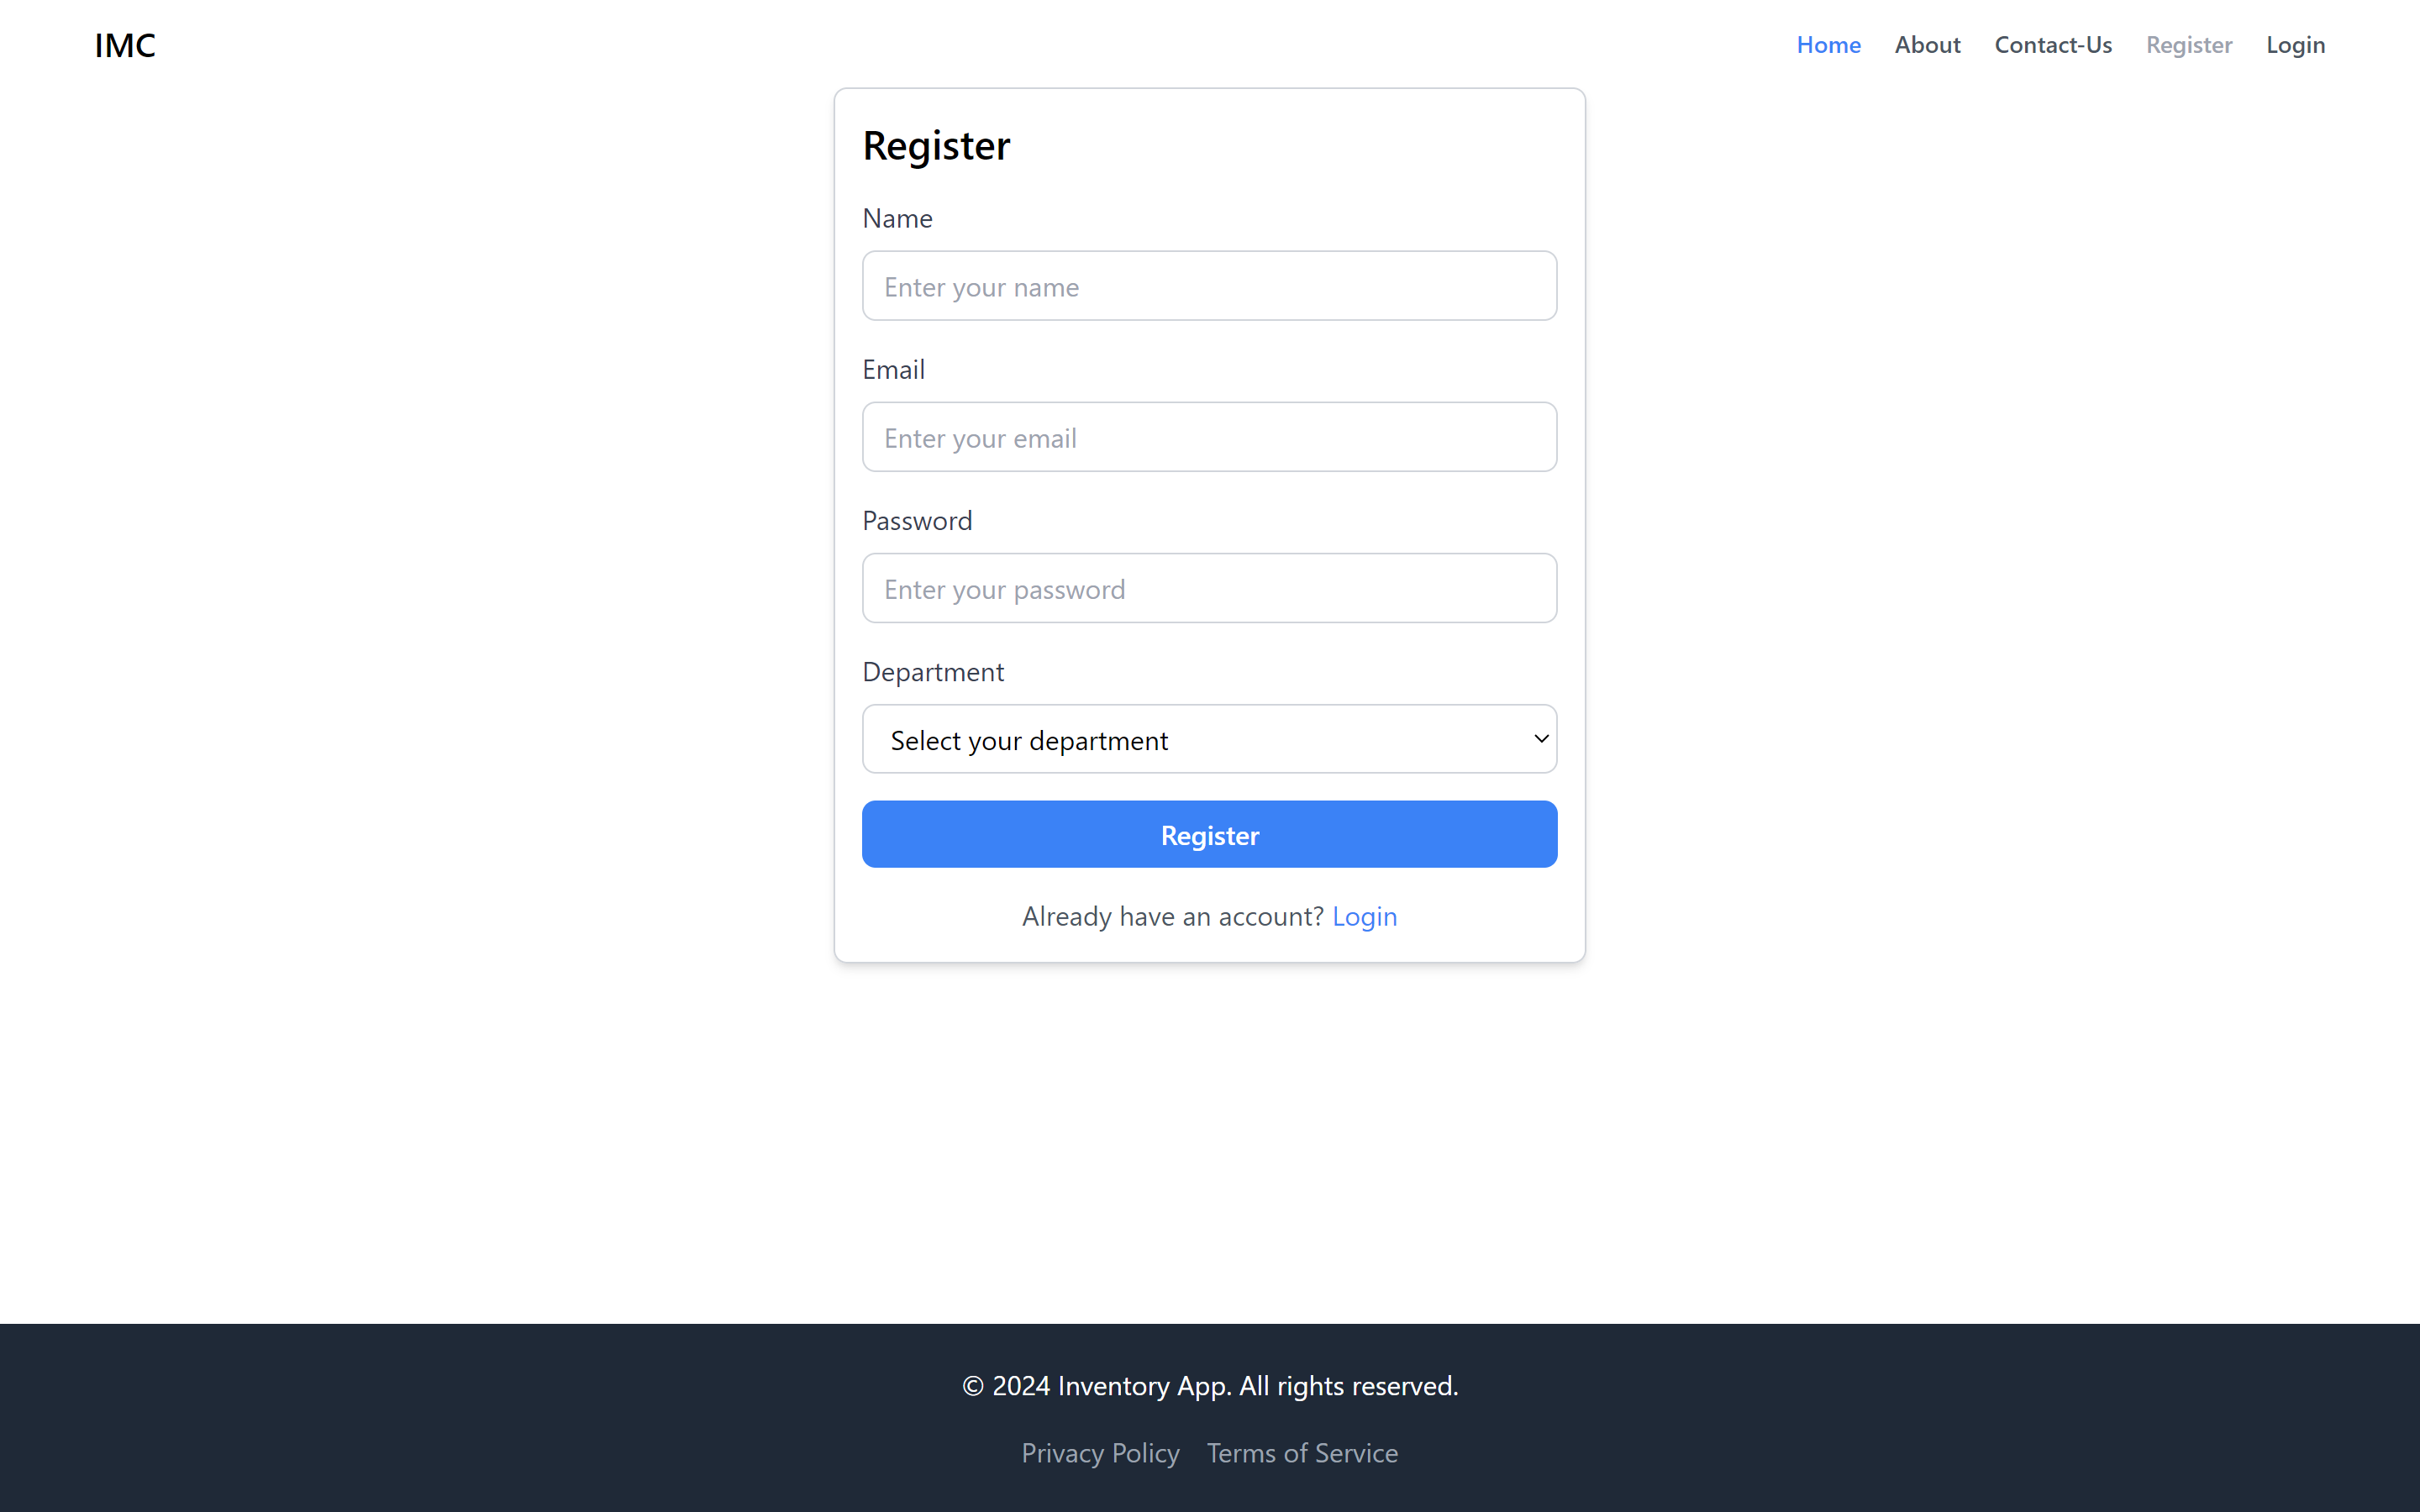 IMC
Home About Contact-Us Register Login
Register
Name
Enter your name
Email
Enter your email
Password
Enter your password
Department
Select your department
Register
Already have an account? Login
© 2024 Inventory App. All rights reserved.
Privacy Policy Terms of Service